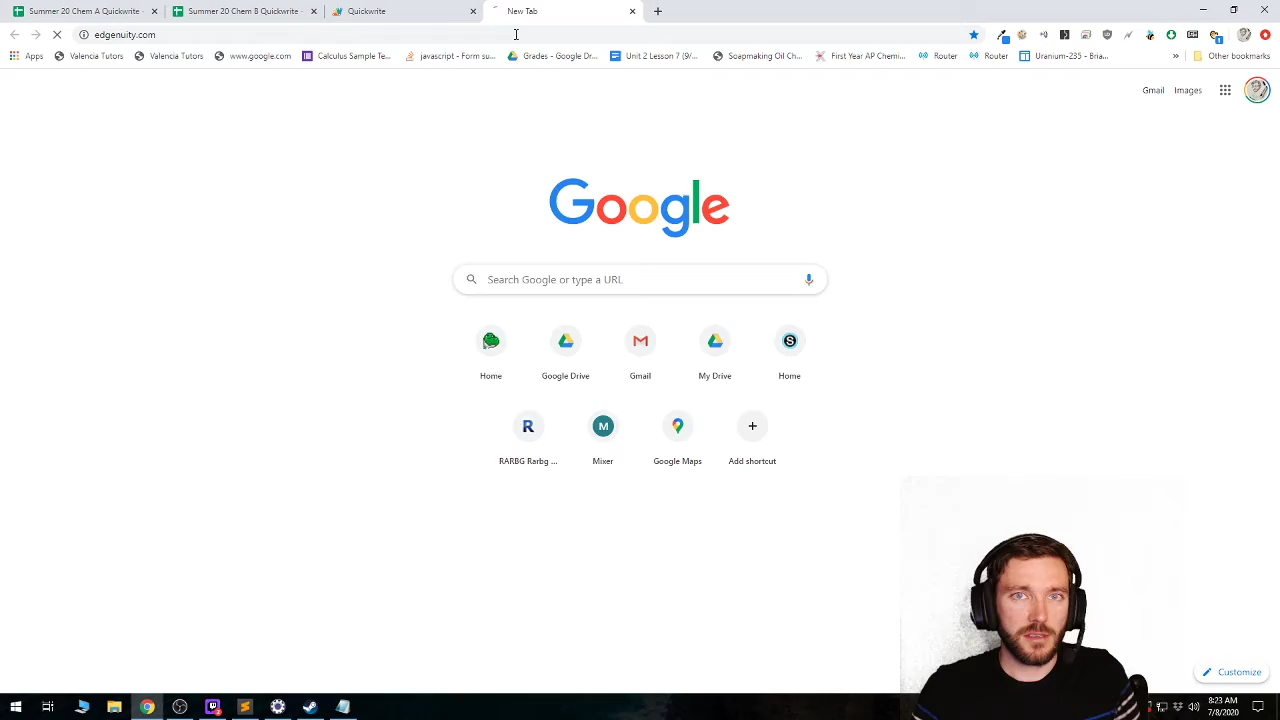 Summer 20 Chem A Quickwrite -
Summer 20 Chem B Quickwrite -
Quickwrite
New Tab
edgenuity.com
Apps
Valencia Tutors
Valencia Tutors
www.google.com
Calculus Sample Te...
javascript - Form su...
Grades - Google Dr...
Unit 2 Lesson 7 (9/...
Soapmaking Oil Ch...
First Year AP Chemi...
Router
Router
Uranium-235 - Bria...
»
Other bookmarks
Gmail
Images
Google
Search Google or type a URL
Home
Google Drive
Gmail
My Drive
Home
R
M
RARBG Rarbg ...
Mixer
Google Maps
Add shortcut
Customize
8:23 AM
7/8/2020